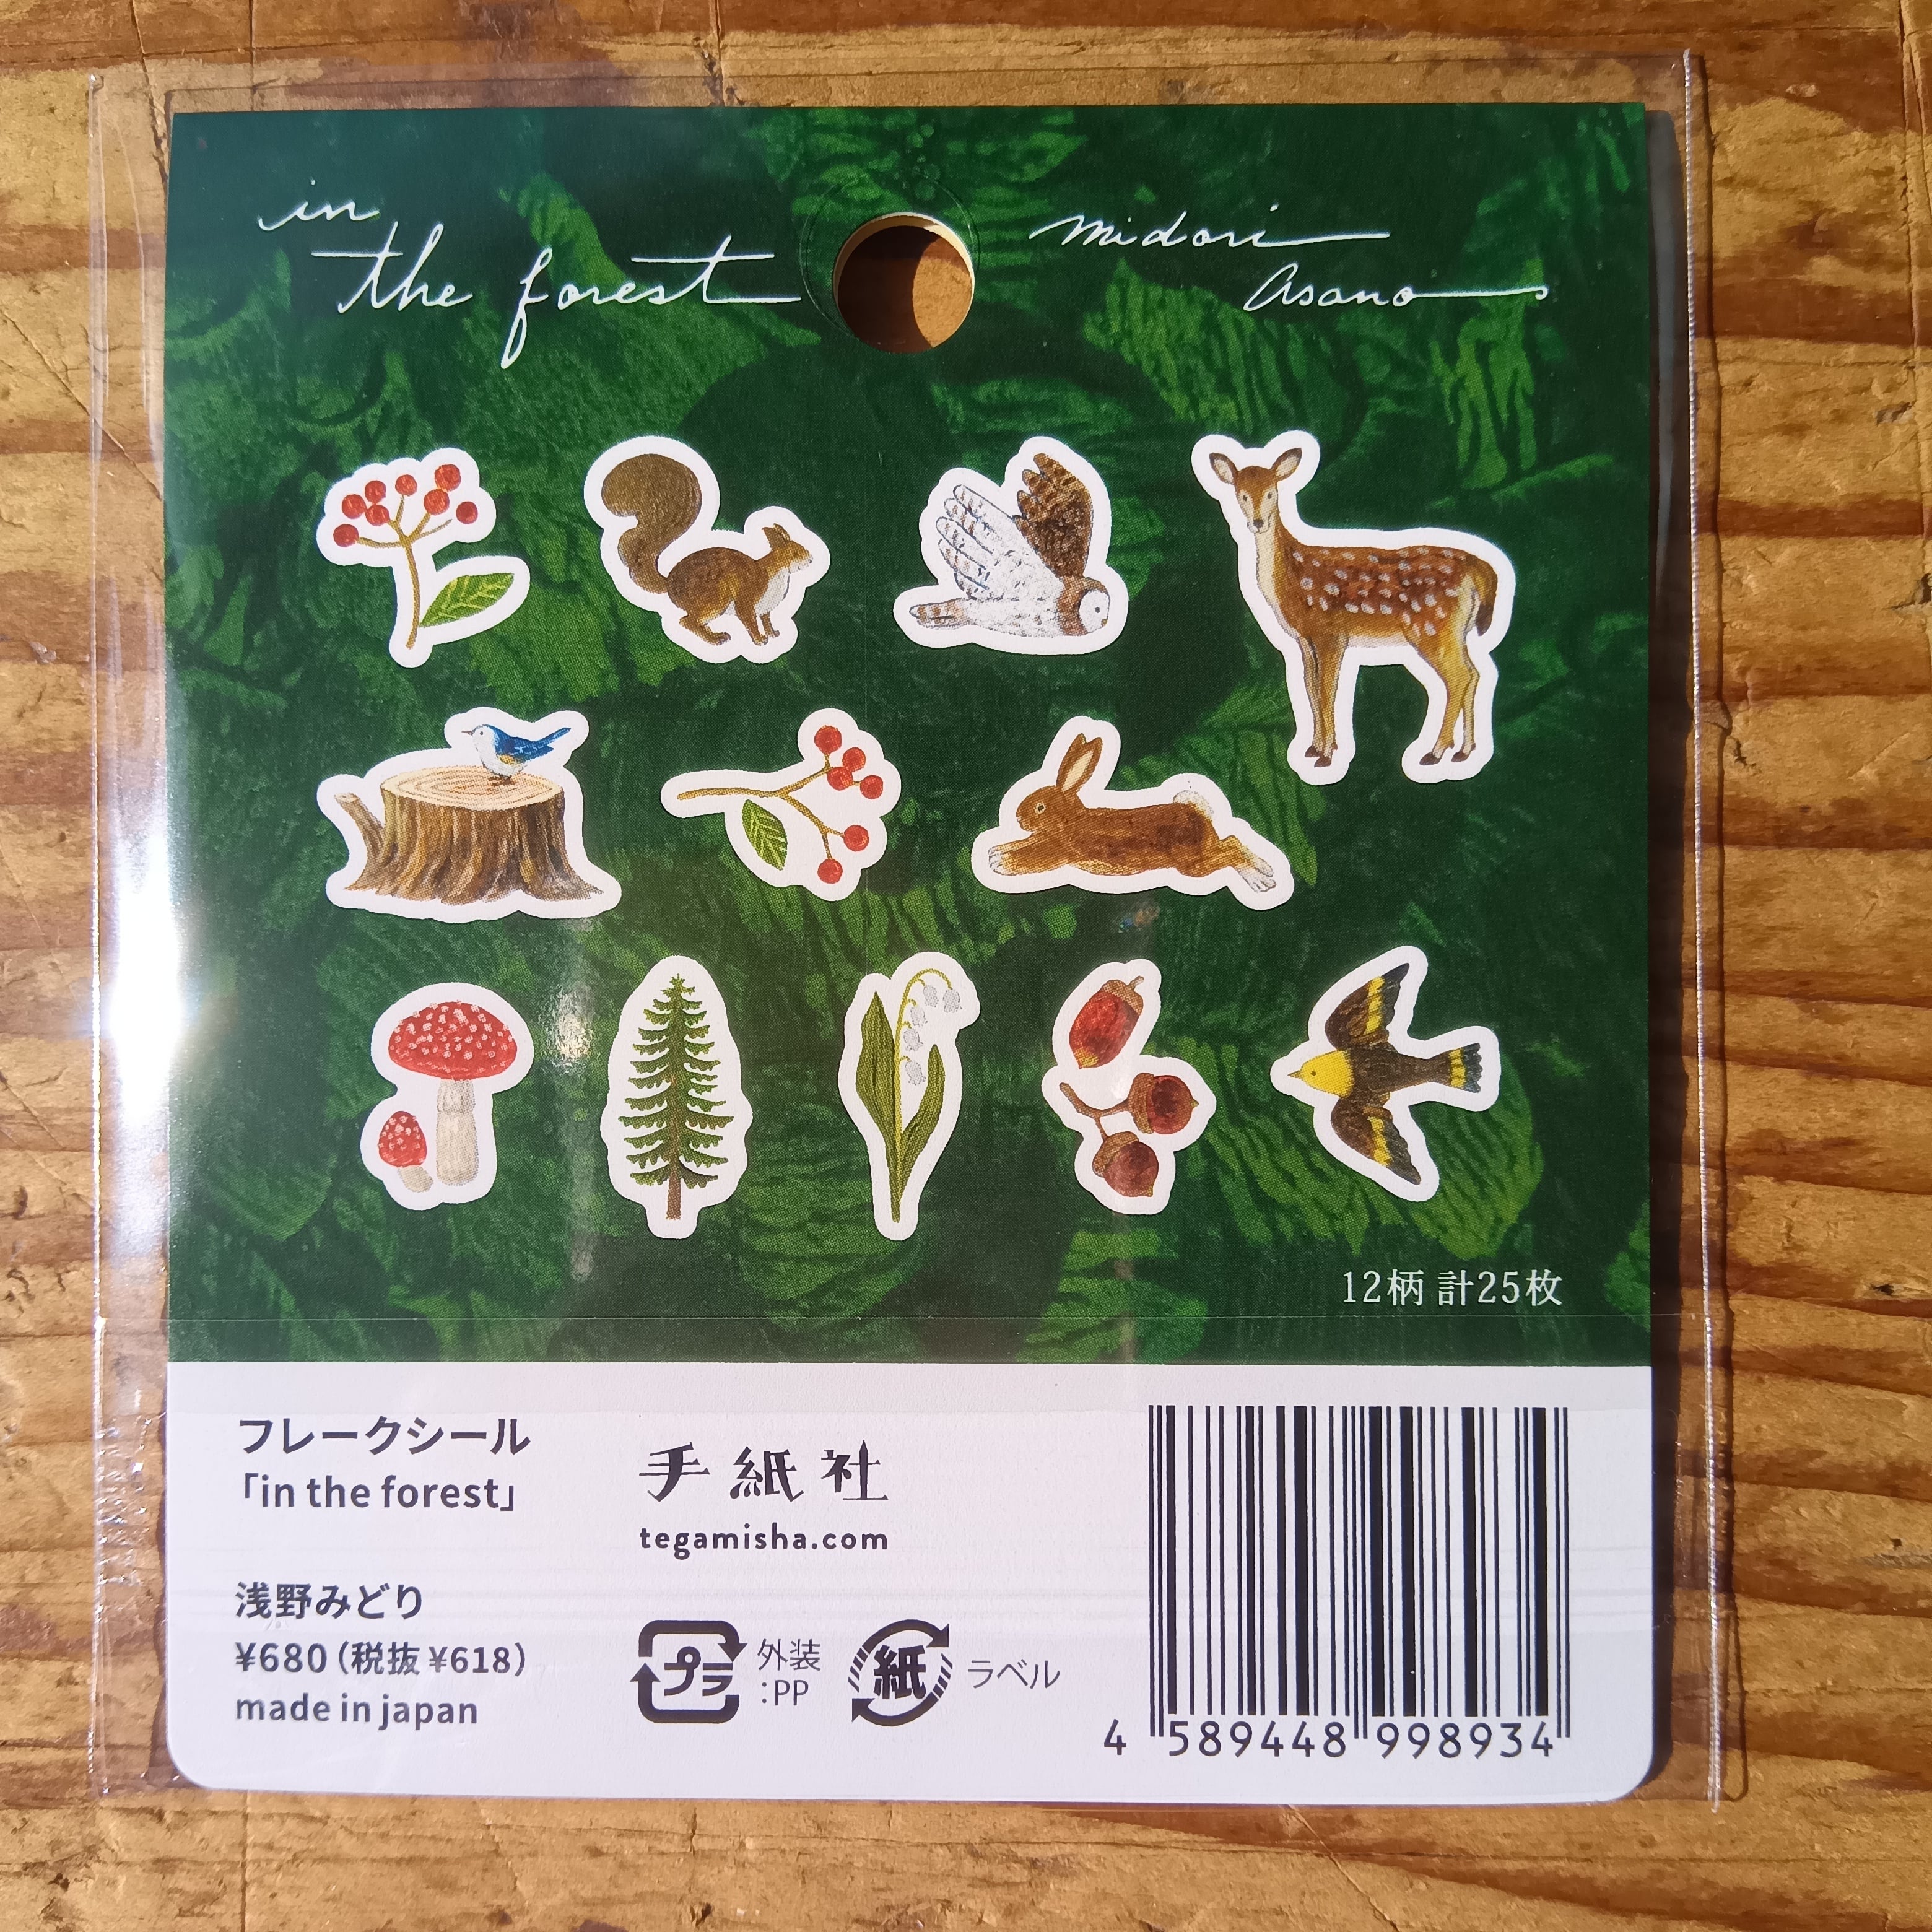 in
the forest
midori
asano
12柄 計25枚
フレークシール
「in the forest」
浅野みどり
¥680(税抜 ¥618)
made in japan
手紙社
tegamisha.com
プラ
外装
:PP
紙
ラベル
4 589448 998934